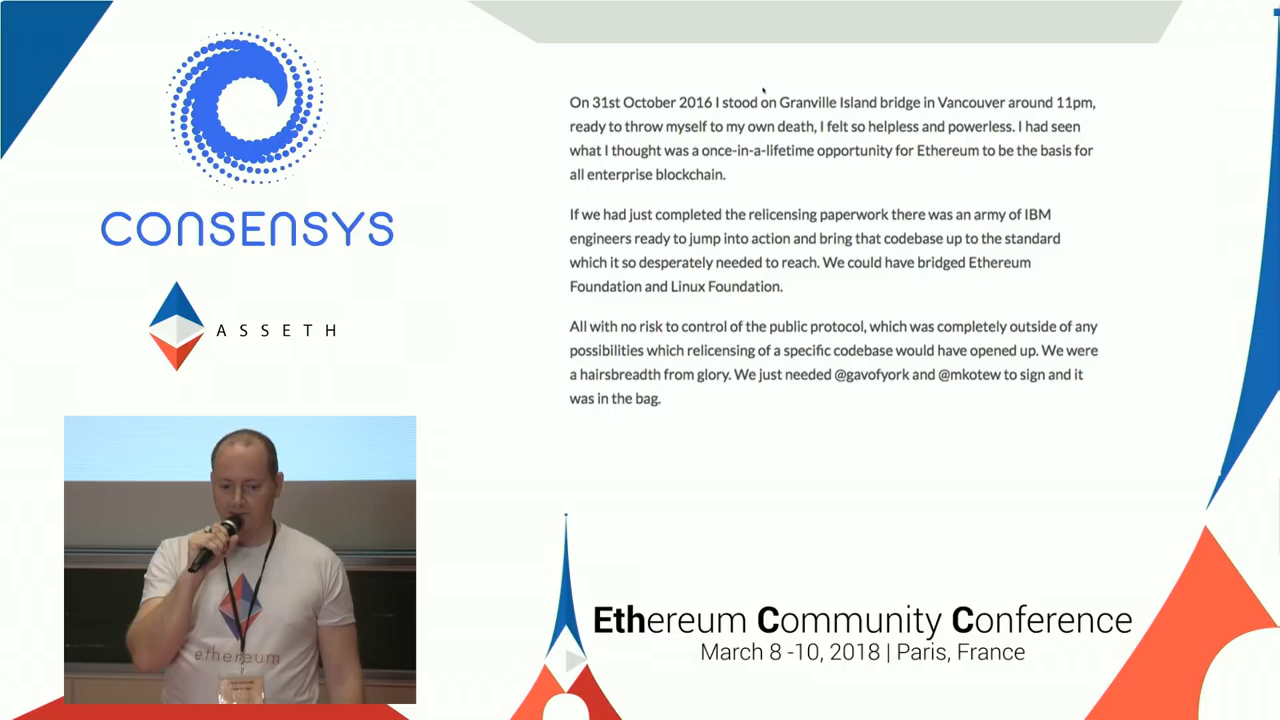 CONSENSYS
ASSETH
On 31st October 2016 I stood on Granville Island bridge in Vancouver around 11pm,
ready to throw myself to my own death, I felt so helpless and powerless. I had seen
what I thought was a once-in-a-lifetime opportunity for Ethereum to be the basis for
all enterprise blockchain.
If we had just completed the relicensing paperwork there was an army of IBM
engineers ready to jump into action and bring that codebase up to the standard
which it so desperately needed to reach. We could have bridged Ethereum
Foundation and Linux Foundation.
All with no risk to control of the public protocol, which was completely outside of any
possibilities which relicensing of a specific codebase would have opened up. We were
a hairsbreadth from glory. We just needed @gavofyork and @mkotew to sign and it
was in the bag.
ethereum
Ethereum Community Conference
March 8 -10, 2018 | Paris, France